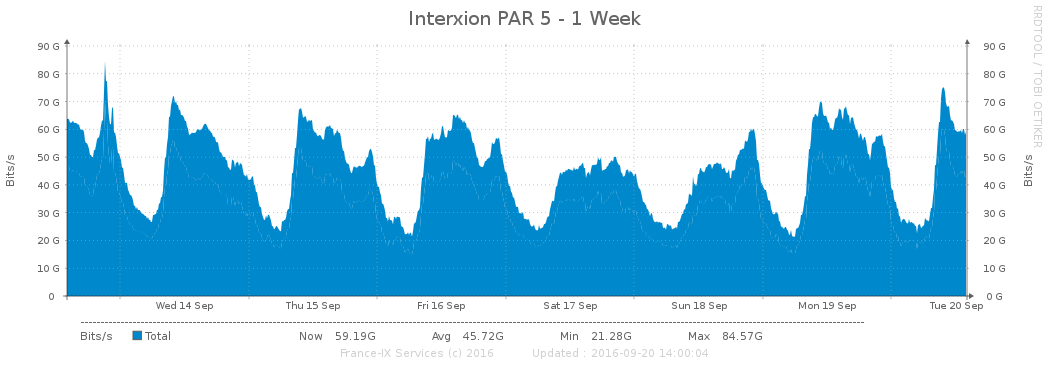 Interxion PAR 5 - 1 Week
RRDTOOL / TOBI OETIKER
Bits/s
90 G 90 G
80 G 80 G
70 G 70 G
60 G 60 G
50 G 50 G
40 G 40 G
30 G 30 G
20 G 20 G
10 G 10 G
0 0 G
Bits/s
Wed 14 Sep Thu 15 Sep Fri 16 Sep Sat 17 Sep Sun 18 Sep Mon 19 Sep Tue 20 Sep
Bits/s Total Now 59.19G Avg 45.72G Min 21.28G Max 84.57G
France-IX Services (c) 2016 Updated : 2016-09-20 14:00:04